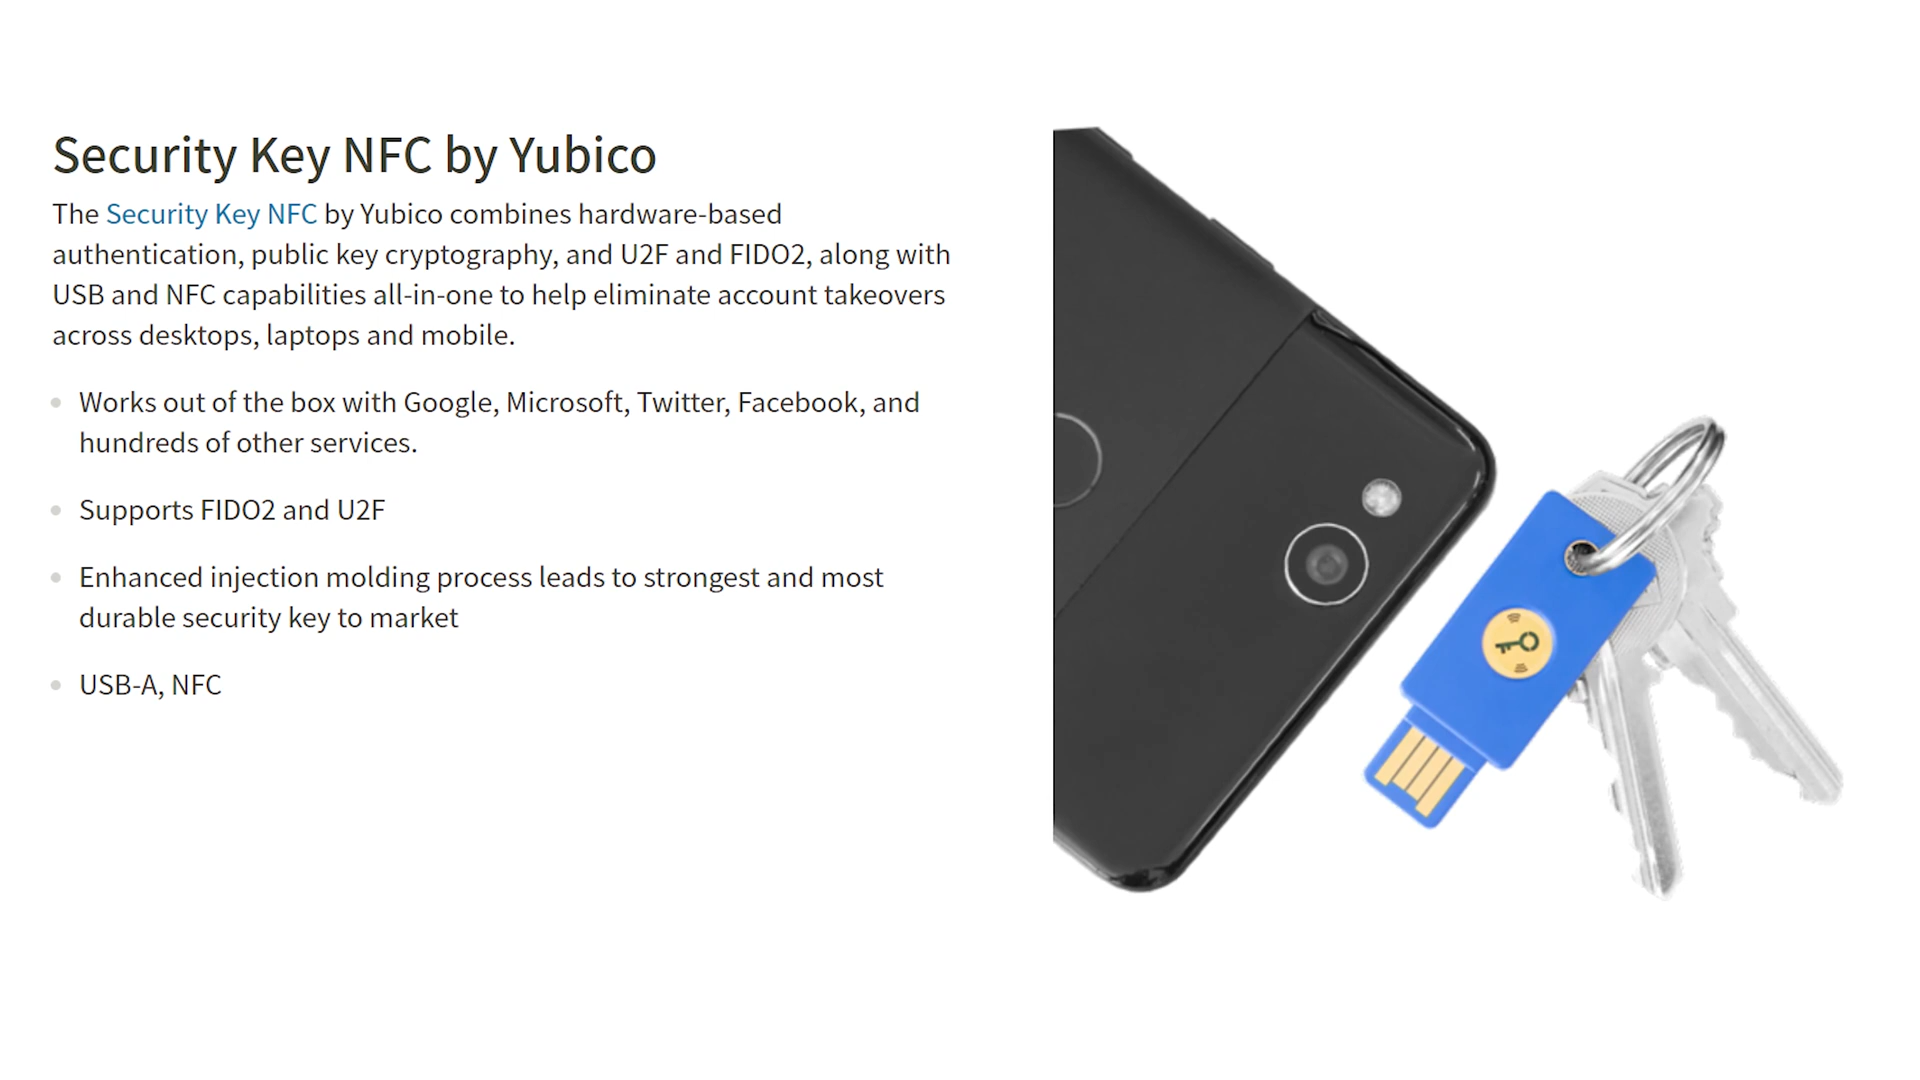 Security Key NFC by Yubico
The Security Key NFC by Yubico combines hardware-based
authentication, public key cryptography, and U2F and FIDO2, along with
USB and NFC capabilities all-in-one to help eliminate account takeovers
across desktops, laptops and mobile.
Works out of the box with Google, Microsoft, Twitter, Facebook, and
hundreds of other services.
Supports FIDO2 and U2F
Enhanced injection molding process leads to strongest and most
durable security key to market
USB-A, NFC